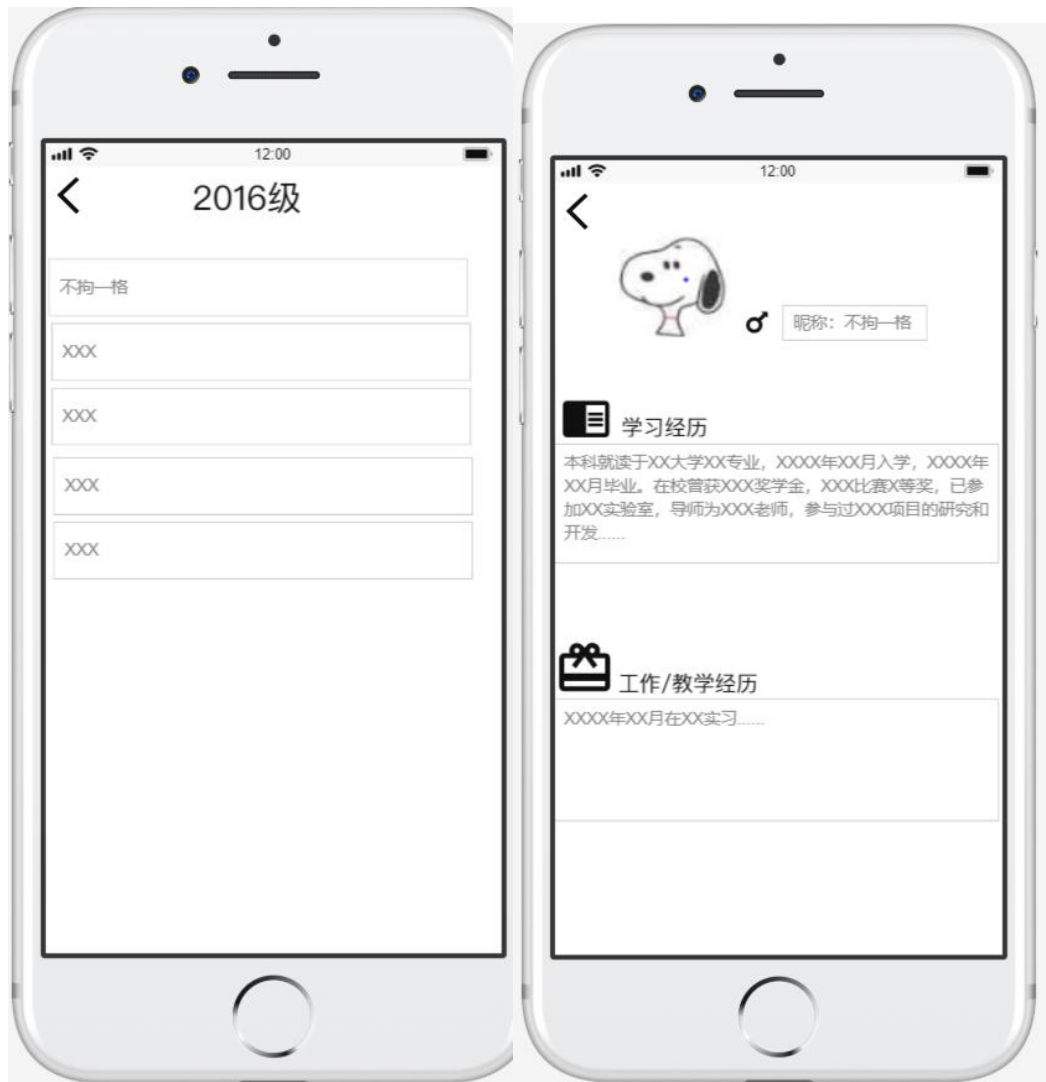 12:00
2016级
不拘一格
XXX
XXX
XXX
XXX
12:00
昵称：不拘一格
学习经历
本科就读于XX大学XX专业，XXXX年XX月入学，XXXX年
XX月毕业。在校曾获XXX奖学金，XXX比赛X等奖，已参
加XX实验室，导师为XXX老师，参与过XXX项目的研究和
开发......
工作/教学经历
XXXX年XX月在XX实习......